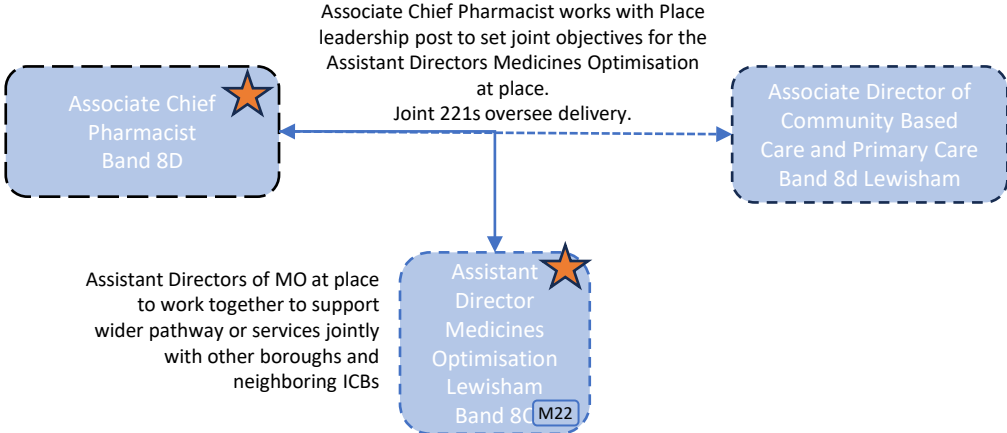 Associate Chief Pharmacist works with Place
leadership post to set joint objectives for the
Assistant Directors Medicines Optimisation
at place.
Joint 221s oversee delivery.
Associate Chief
Pharmacist
Band 8D
Associate Director of
Community Based
Care and Primary Care
Band 8d Lewisham
Assistant Directors of MO at place
to work together to support
wider pathway or services jointly
with other boroughs and
neighboring ICBs
Assistant
Director
Medicines
Optimisation
Lewisham
Band 8C
M22